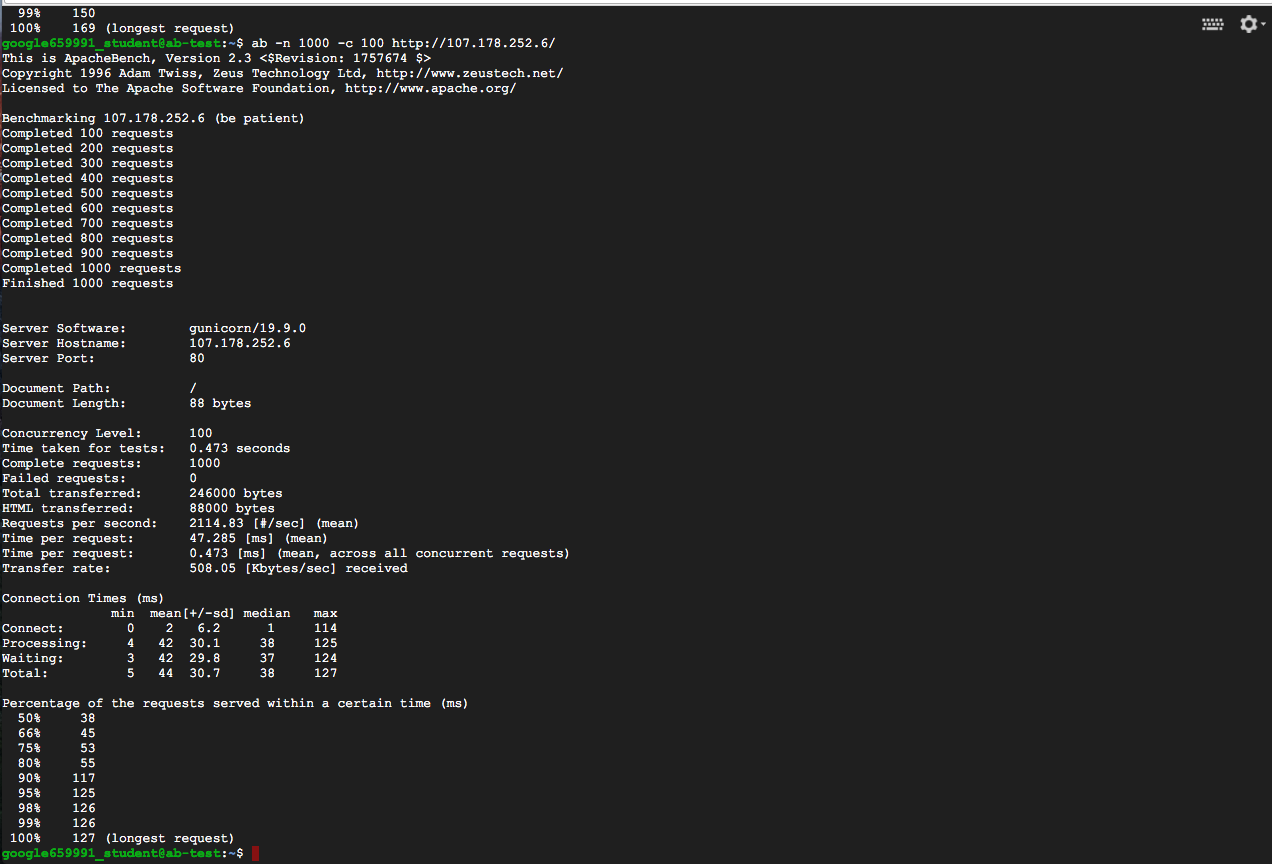 99% 150
100% 169 (longest request)
google659991_student@ab-test:~$ ab -n 1000 -c 100 http://107.178.252.6/
This is ApacheBench, Version 2.3 <$Revision: 1757674 $>
Copyright 1996 Adam Twiss, Zeus Technology Ltd, http://www.zeustech.net/
Licensed to The Apache Software Foundation, http://www.apache.org/

Benchmarking 107.178.252.6 (be patient)
Completed 100 requests
Completed 200 requests
Completed 300 requests
Completed 400 requests
Completed 500 requests
Completed 600 requests
Completed 700 requests
Completed 800 requests
Completed 900 requests
Completed 1000 requests
Finished 1000 requests

Server Software: gunicorn/19.9.0
Server Hostname: 107.178.252.6
Server Port: 80

Document Path: /
Document Length: 88 bytes

Concurrency Level: 100
Time taken for tests: 0.473 seconds
Complete requests: 1000
Failed requests: 0
Total transferred: 246000 bytes
HTML transferred: 88000 bytes
Requests per second: 2114.83 [#/sec] (mean)
Time per request: 47.285 [ms] (mean)
Time per request: 0.473 [ms] (mean, across all concurrent requests)
Transfer rate: 508.05 [Kbytes/sec] received

Connection Times (ms)
min mean[+/-sd] median max
Connect: 0 2 6.2 1 114
Processing: 4 42 30.1 38 125
Waiting: 3 42 29.8 37 124
Total: 5 44 30.7 38 127

Percentage of the requests served within a certain time (ms)
50% 38
66% 45
75% 53
80% 55
90% 117
95% 125
98% 126
99% 126
100% 127 (longest request)
google659991_student@ab-test:~$